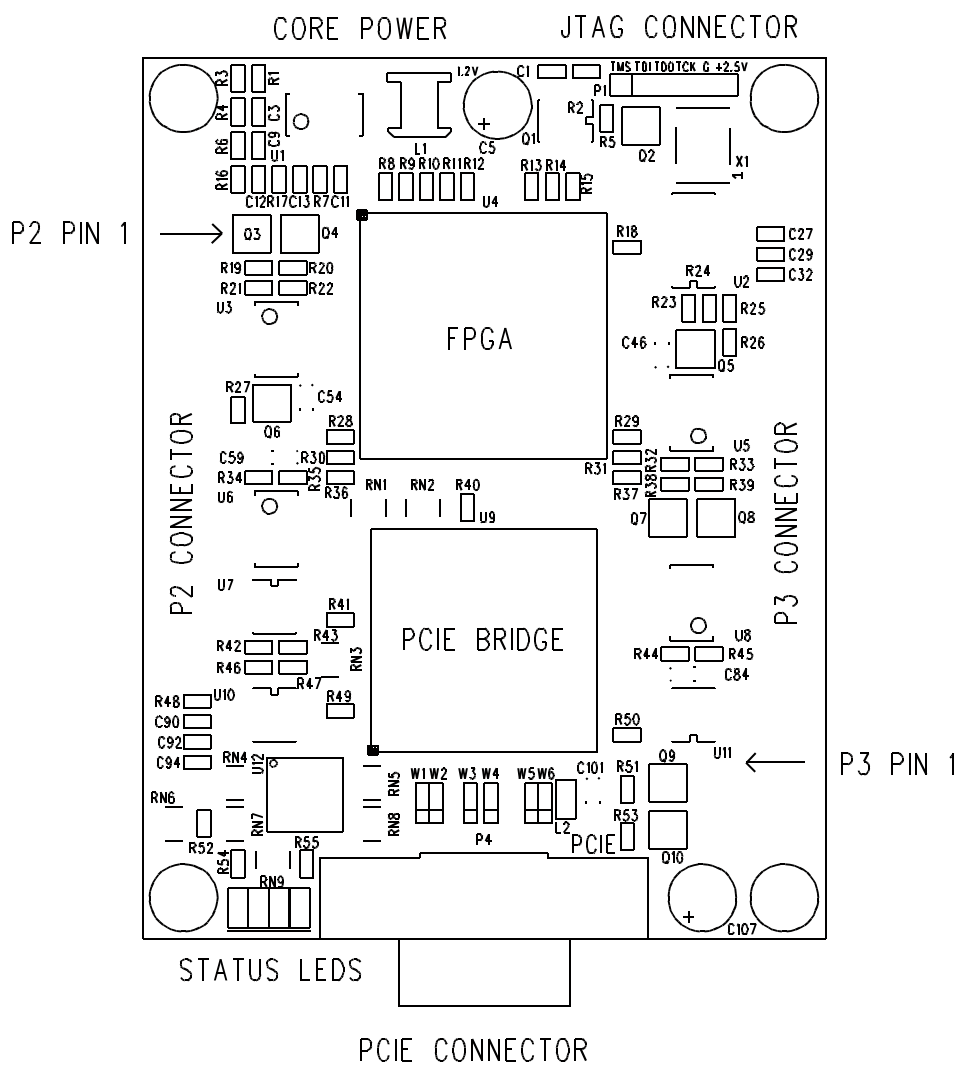 CORE POWER
JTAG CONNECTOR
TMS TDI TDO TCK G +2.5V
1.2V
C1
P1
R3
R1
R4
C3
R6
C9
U1
R16
C12 R17 C13 R7 C11
L1
C5
Q1
R2
R5
Q2
X1
1
R8 R9 R10 R11 R12
R13 R14
R15
U4
P2 PIN 1
Q3
Q4
R18
C27
C29
C32
R19
R20
R21
R22
U3
R24
U2
R23
R25
FPGA
C46
R26
Q5
R27
C54
Q6
R28
R29
C59
R30
R31
R32
U5
R33
R34
R35
R36
R37
R38
R39
U6
RN1
RN2
R40
U9
Q7
Q8
P2 CONNECTOR
P3 CONNECTOR
U7
R41
PCIE BRIDGE
R42
R43
RN3
U8
R44
R45
R46
R47
C84
R48
U10
R49
C90
C92
C94
R50
U11
RN4
U12
RN5
Q9
P3 PIN 1
W1 W2 W3 W4 W5 W6
C101
R51
RN6
RN7
RN8
L2
R53
R52
P4
PCIE
Q10
R54
R55
RN9
C107
STATUS LEDS
PCIE CONNECTOR